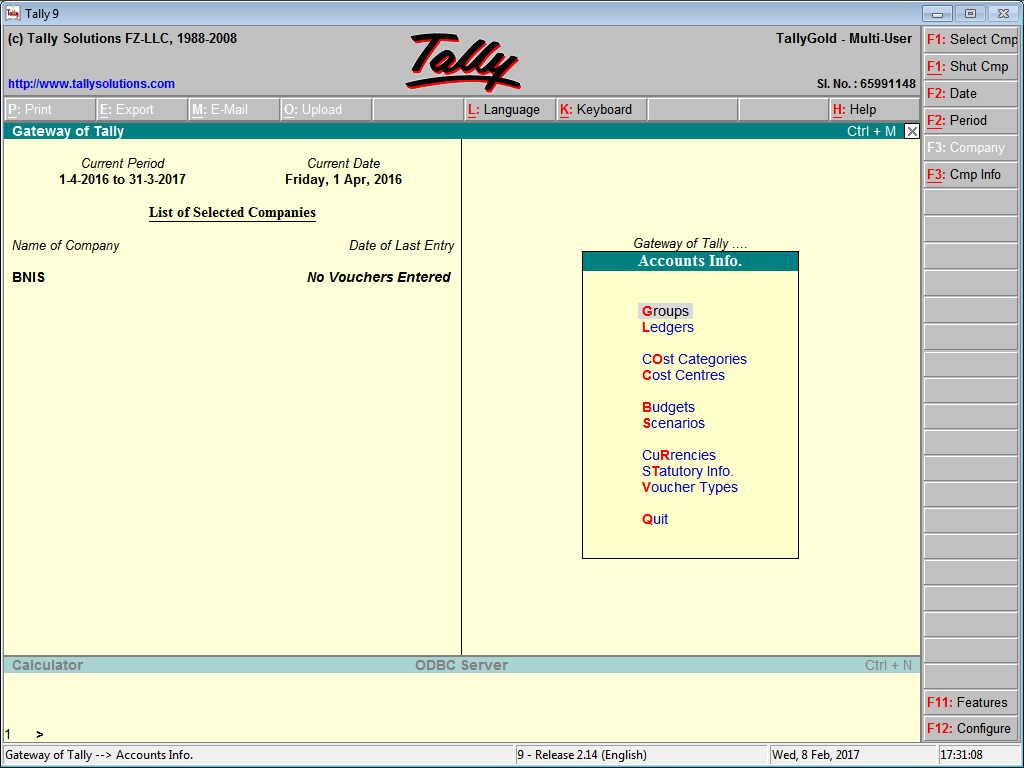 Tally 9
(c) Tally Solutions FZ-LLC, 1988-2008
Tally
TallyGold - Multi-User
http://www.tallysolutions.com
Sl. No. : 65991148
P: Print E: Export M: E-Mail O: Upload L: Language K: Keyboard H: Help
Gateway of Tally Ctrl + M
Current Period Current Date
1-4-2016 to 31-3-2017 Friday, 1 Apr, 2016
List of Selected Companies
Name of Company Date of Last Entry
BNIS No Vouchers Entered
Gateway of Tally ....
Accounts Info.
Groups
Ledgers
COst Categories
Cost Centres
Budgets
Scenarios
CuRrencies
STatutory Info.
Voucher Types
Quit
F1: Select Cmp
F1: Shut Cmp
F2: Date
F2: Period
F3: Company
F3: Cmp Info
F11: Features
F12: Configure
Calculator ODBC Server Ctrl + N
1 >
Gateway of Tally --> Accounts Info. 9 - Release 2.14 (English) Wed, 8 Feb, 2017 17:31:08